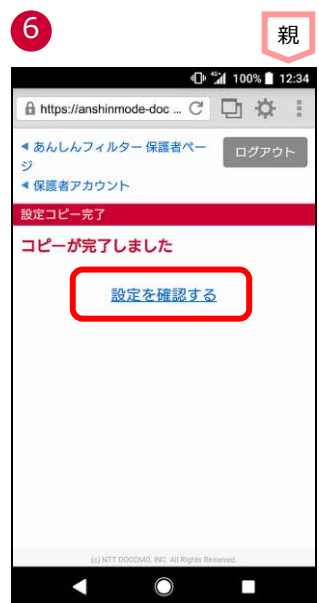 6
親
100% 12:34
https://anshinmode-doc ...
◀ あんしんフィルター 保護者ペー
ジ
ログアウト
◀ 保護者アカウント
設定コピー完了
コピーが完了しました
設定を確認する
(c) NTT DOCOMO, INC. All Rights Reserved.